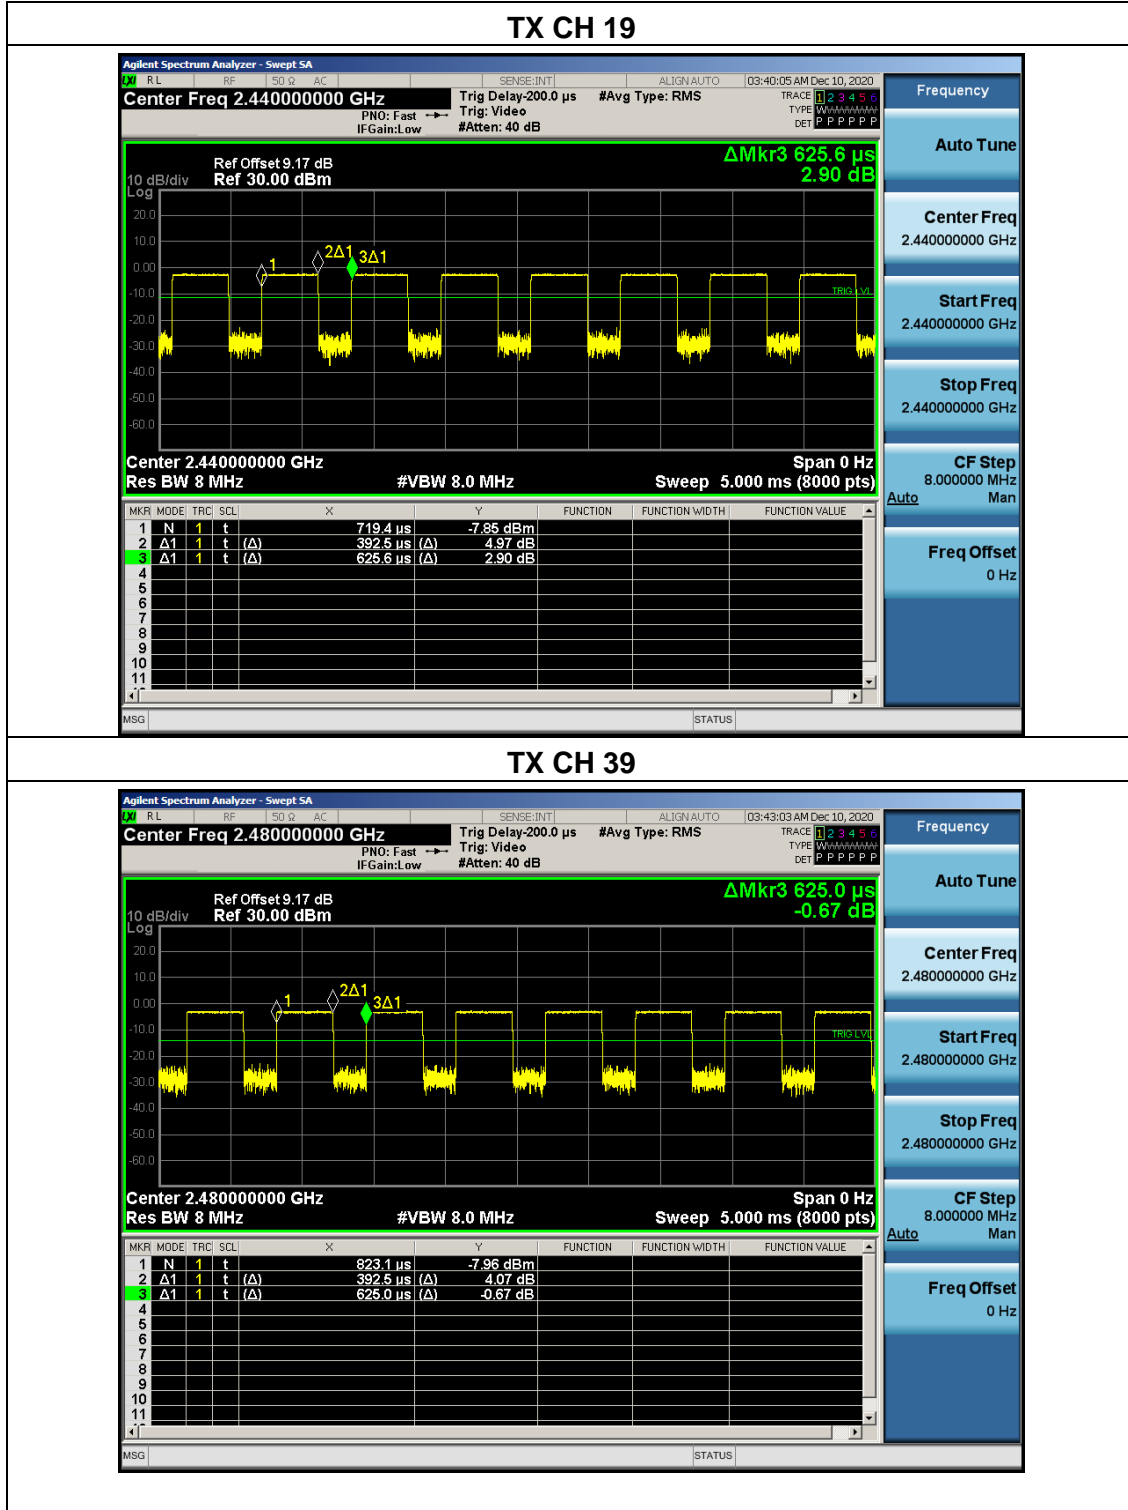 TX CH 19
Agilent Spectrum Analyzer - Swept SA
LXI RL RF 50 Ω AC SENSE:INT ALIGN AUTO 03:40:05 AM Dec 10, 2020
Center Freq 2.440000000 GHz
PNO: Fast
IFGain:Low
Trig Delay-200.0 µs
Trig: Video
#Atten: 40 dB
#Avg Type: RMS
TRACE 1 2 3 4 5 6
TYPE
DET P P P P P P
Frequency
Auto Tune
Center Freq
2.440000000 GHz
Start Freq
2.440000000 GHz
Stop Freq
2.440000000 GHz
CF Step
8.000000 MHz
Auto Man
Freq Offset
0 Hz
ΔMkr3 625.6 µs
2.90 dB
Ref Offset 9.17 dB
10 dB/div Ref 30.00 dBm
Log
20.0
10.0
0.00
-10.0
-20.0
-30.0
-40.0
-50.0
-60.0
1
2Δ1
3Δ1
TRIG LVL
Center 2.440000000 GHz Span 0 Hz
Res BW 8 MHz #VBW 8.0 MHz Sweep 5.000 ms (8000 pts)
MKR MODE TRC SCL X Y FUNCTION FUNCTION WIDTH FUNCTION VALUE
1 N 1 t 719.4 µs -7.85 dBm
2 Δ1 1 t (Δ) 392.5 µs (Δ) 4.97 dB
3 Δ1 1 t (Δ) 625.6 µs (Δ) 2.90 dB
4
5
6
7
8
9
10
11
MSG STATUS
TX CH 39
Agilent Spectrum Analyzer - Swept SA
LXI RL RF 50 Ω AC SENSE:INT ALIGN AUTO 03:43:03 AM Dec 10, 2020
Center Freq 2.480000000 GHz
PNO: Fast
IFGain:Low
Trig Delay-200.0 µs
Trig: Video
#Atten: 40 dB
#Avg Type: RMS
TRACE 1 2 3 4 5 6
TYPE
DET P P P P P P
Frequency
Auto Tune
Center Freq
2.480000000 GHz
Start Freq
2.480000000 GHz
Stop Freq
2.480000000 GHz
CF Step
8.000000 MHz
Auto Man
Freq Offset
0 Hz
ΔMkr3 625.0 µs
-0.67 dB
Ref Offset 9.17 dB
10 dB/div Ref 30.00 dBm
Log
20.0
10.0
0.00
-10.0
-20.0
-30.0
-40.0
-50.0
-60.0
1
2Δ1
3Δ1
TRIG LVL
Center 2.480000000 GHz Span 0 Hz
Res BW 8 MHz #VBW 8.0 MHz Sweep 5.000 ms (8000 pts)
MKR MODE TRC SCL X Y FUNCTION FUNCTION WIDTH FUNCTION VALUE
1 N 1 t 823.1 µs -7.96 dBm
2 Δ1 1 t (Δ) 392.5 µs (Δ) 4.07 dB
3 Δ1 1 t (Δ) 625.0 µs (Δ) -0.67 dB
4
5
6
7
8
9
10
11
MSG STATUS